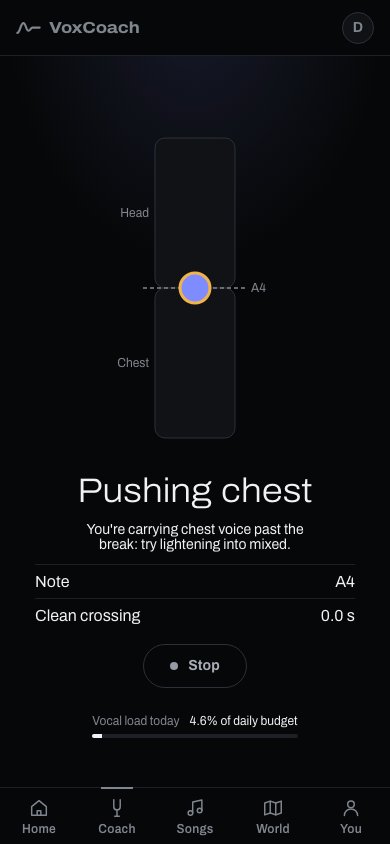 VoxCoach
D
Head
A4
Chest
Pushing chest
You're carrying chest voice past the
break: try lightening into mixed.
Note A4
Clean crossing 0.0 s
Stop
Vocal load today 4.6% of daily budget
Home Coach Songs World You